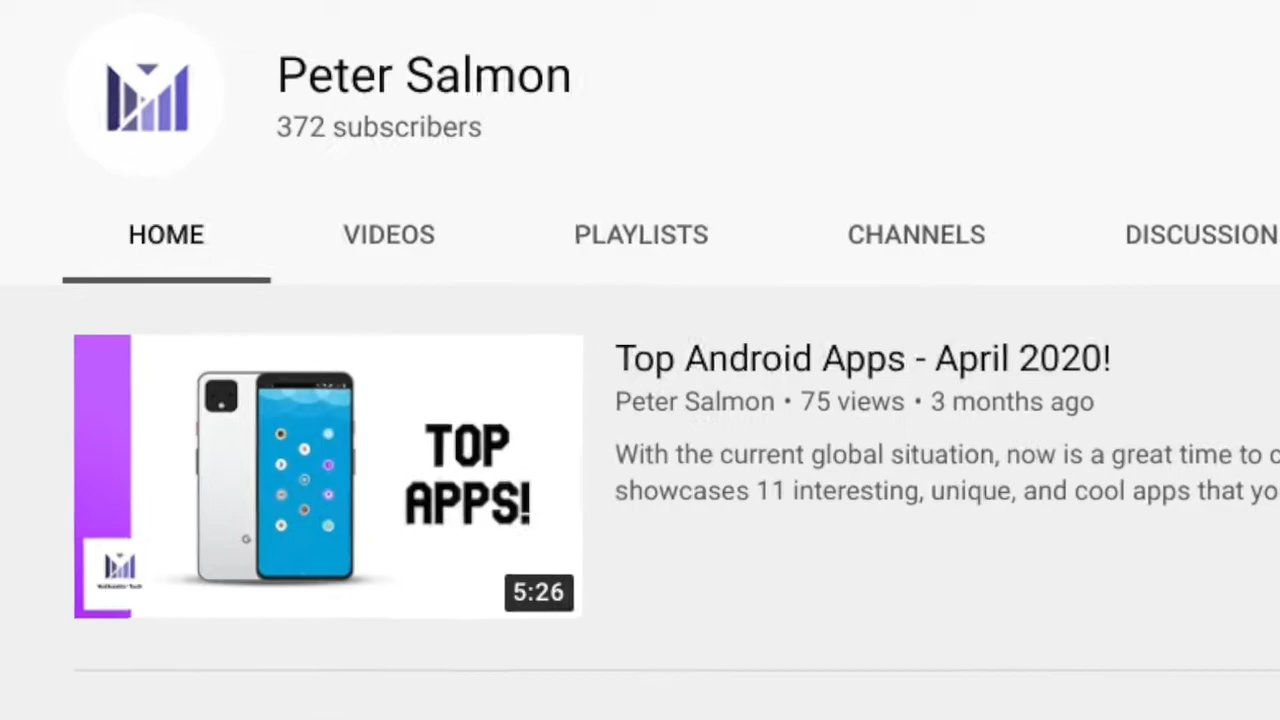 Peter Salmon
372 subscribers
HOME VIDEOS PLAYLISTS CHANNELS DISCUSSION
TOP
APPS!
5:26
Top Android Apps - April 2020!
Peter Salmon • 75 views • 3 months ago
With the current global situation, now is a great time to c
showcases 11 interesting, unique, and cool apps that yo